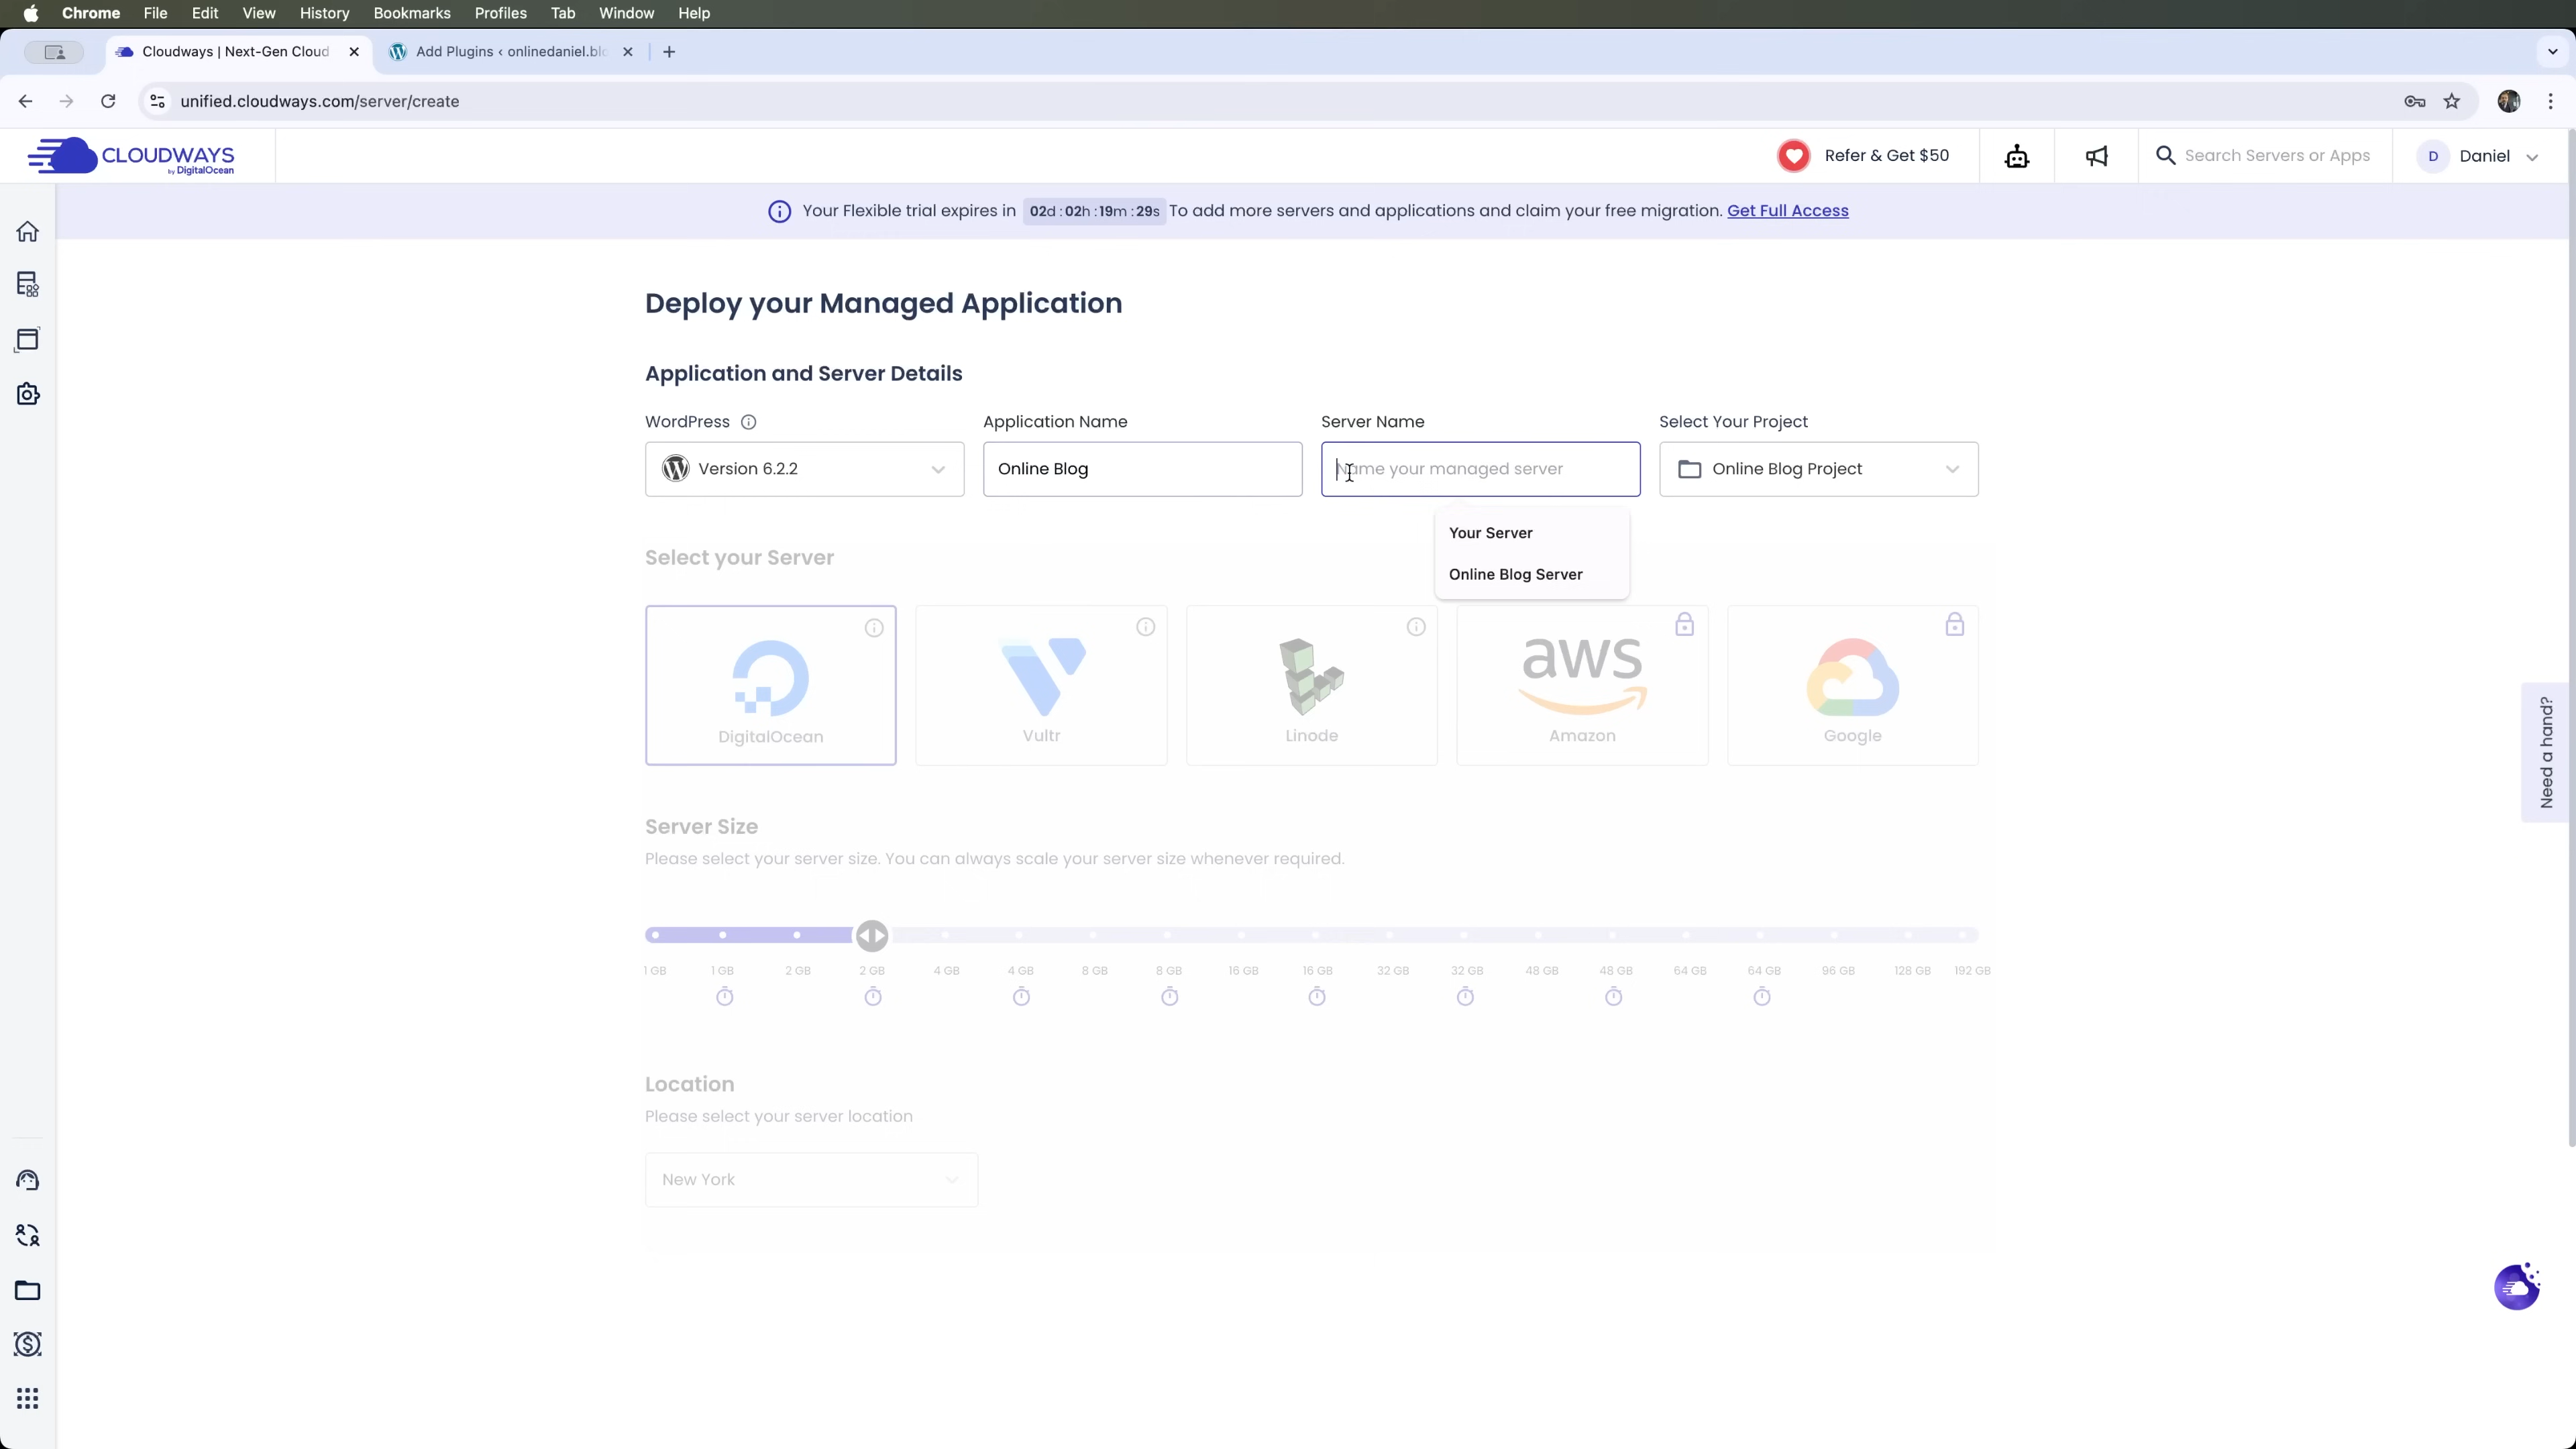 Chrome File Edit View History Bookmarks Profiles Tab Window Help
Cloudways | Next-Gen Cloud
Add Plugins ‹ onlinedaniel.blo
unified.cloudways.com/server/create
CLOUDWAYS
by DigitalOcean
Refer & Get $50
Search Servers or Apps
D Daniel
Your Flexible trial expires in 02d : 02h : 19m : 29s To add more servers and applications and claim your free migration. Get Full Access
Deploy your Managed Application
Application and Server Details
WordPress Application Name Server Name Select Your Project
Version 6.2.2 Online Blog Name your managed server Online Blog Project
Your Server
Online Blog Server
Select your Server
aws
DigitalOcean Vultr Linode Amazon Google
Need a hand?
Server Size
Please select your server size. You can always scale your server size whenever required.
1 GB 1 GB 2 GB 2 GB 4 GB 4 GB 8 GB 8 GB 16 GB 16 GB 32 GB 32 GB 48 GB 48 GB 64 GB 64 GB 96 GB 128 GB 192 GB
Location
Please select your server location
New York